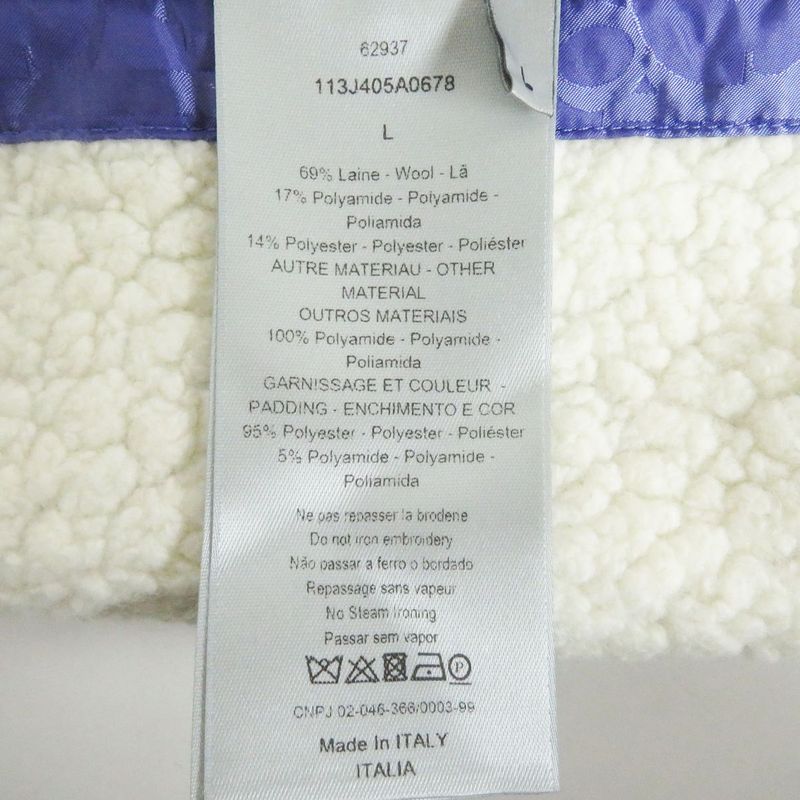 62937
113J405A0678
L
69% Laine - Wool - Lã
17% Polyamide - Polyamide -
Poliamida
14% Polyester - Polyester - Poliéster
AUTRE MATERIAU - OTHER
MATERIAL
OUTROS MATERIAIS
100% Polyamide - Polyamide -
Poliamida
GARNISSAGE ET COULEUR -
PADDING - ENCHIMENTO E COR
95% Polyester - Polyester - Poliéster
5% Polyamide - Polyamide -
Poliamida
Ne pas repasser la broderie
Do not iron embroidery
Não passar a ferro o bordado
Repassage sans vapeur
No Steam Ironing
Passar sem vapor
P
CNPJ 02-046-366/0003-99
Made In ITALY
ITALIA
L